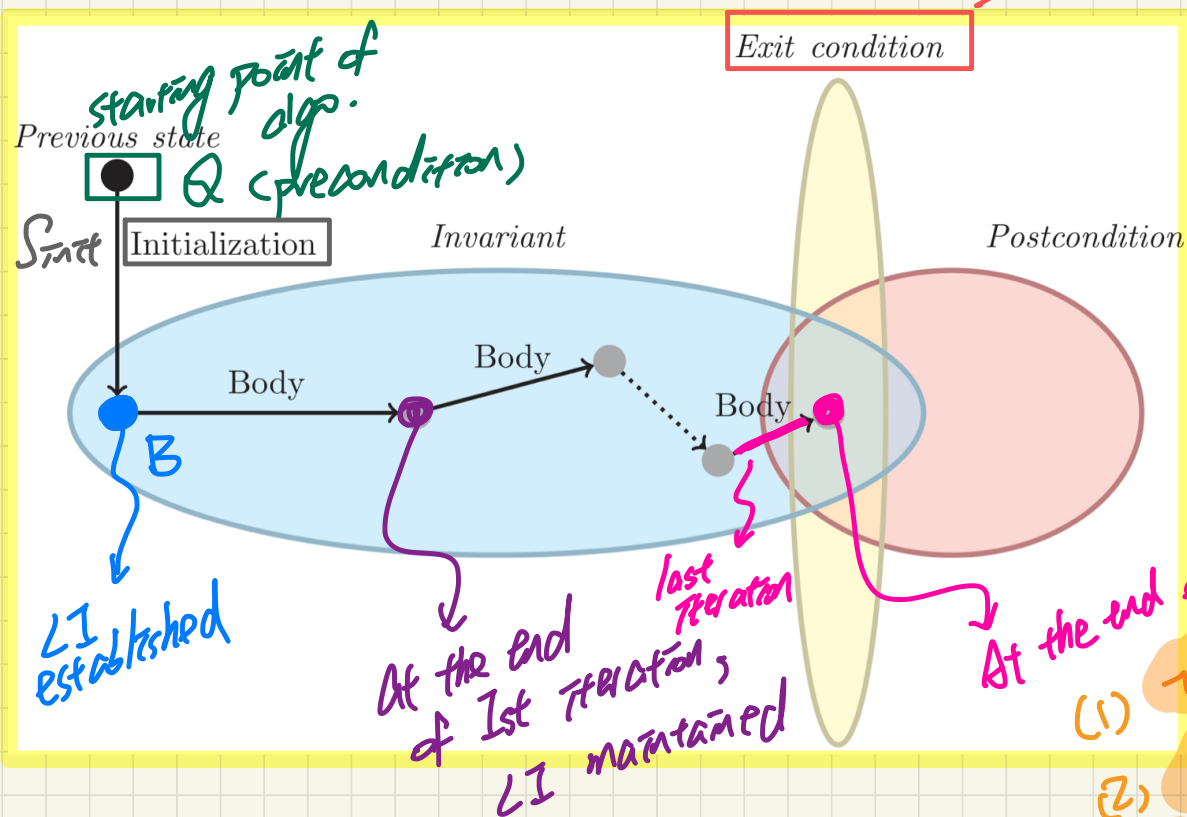 Exit condition
starting point of
algo.
Previous state
Q (precondition)
Sinit
Initialization
Invariant
Postcondition
Body
Body
Body
B
LI
established
last
iteration
At the end
of 1st iteration,
LI maintained
At the end
(1)
(2)